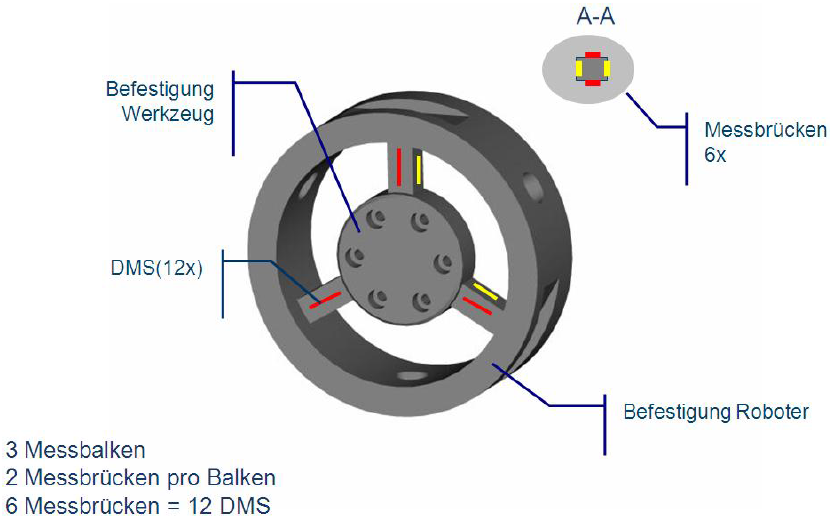 A-A
Befestigung
Werkzeug
Messbrücken
6x
DMS(12x)
Befestigung Roboter
3 Messbalken
2 Messbrücken pro Balken
6 Messbrücken = 12 DMS